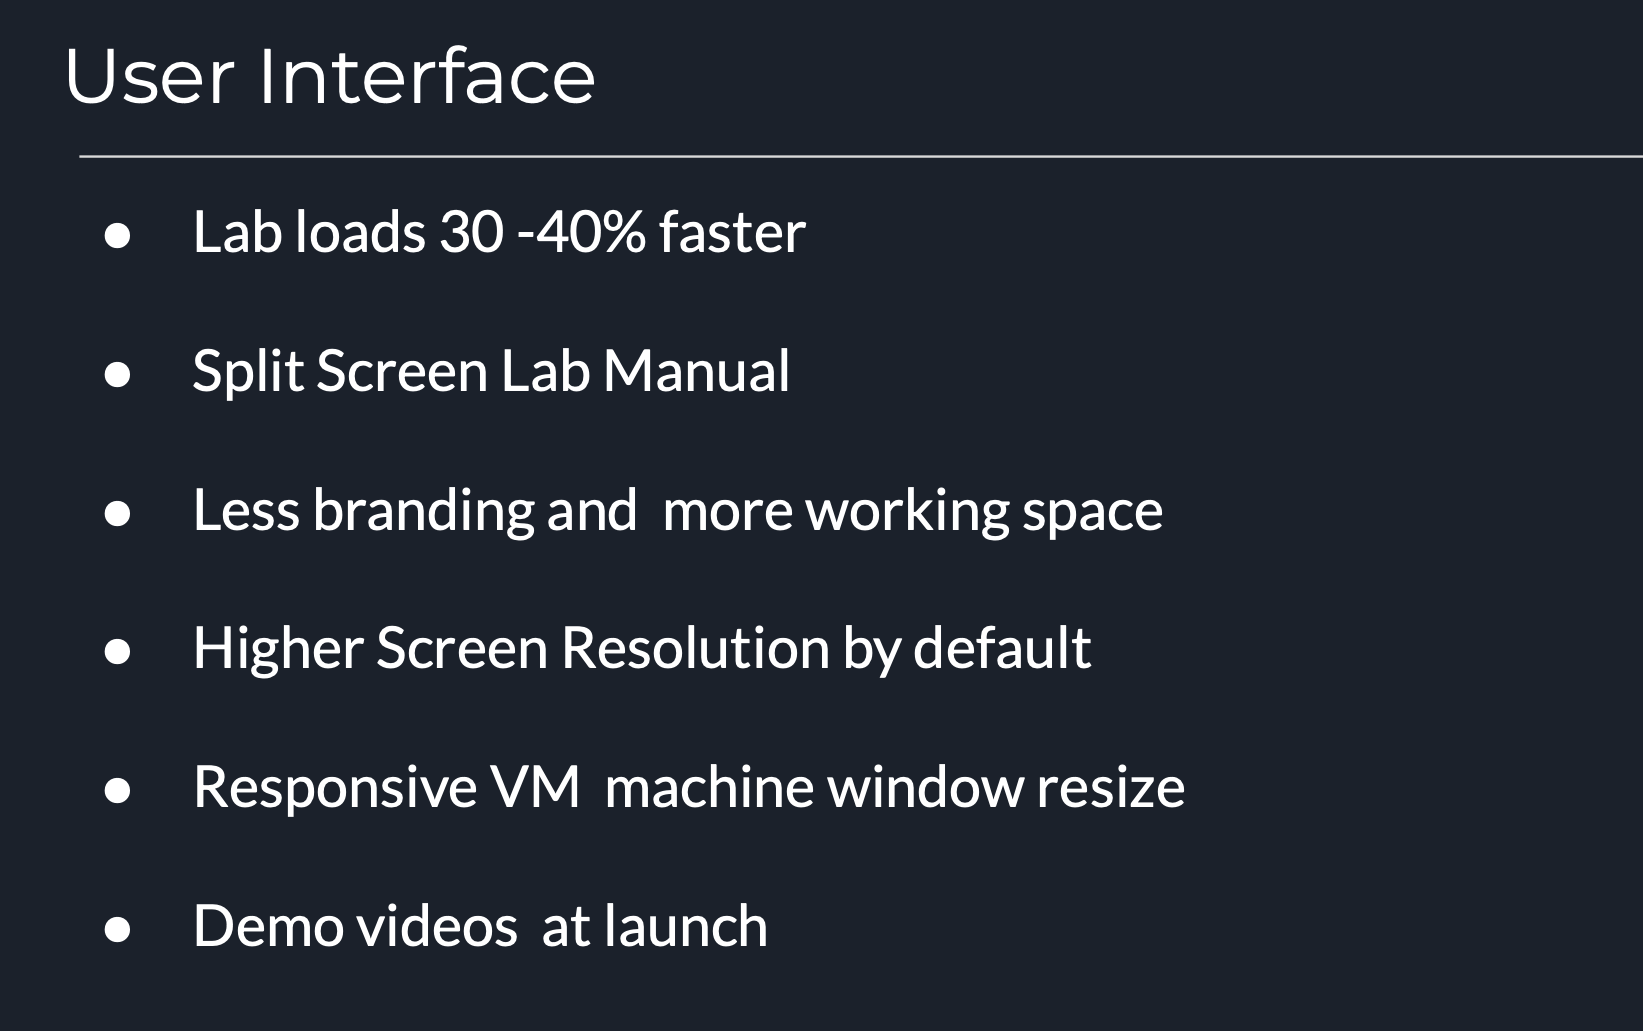 User Interface
● Lab loads 30 -40% faster
● Split Screen Lab Manual
● Less branding and  more working space
● Higher Screen Resolution by default
● Responsive VM  machine window resize
● Demo videos  at launch